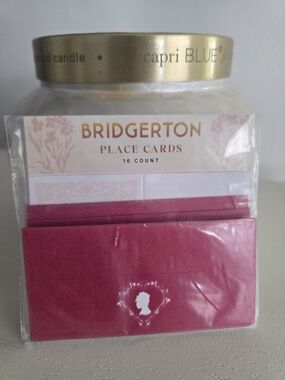 candle • capri BLUE®
BRIDGERTON
PLACE CARDS
16 COUNT